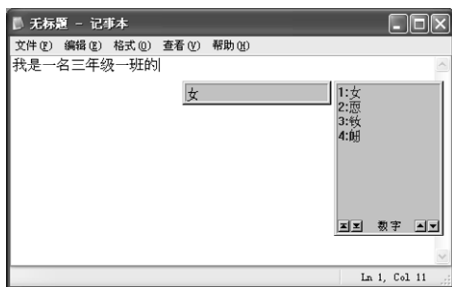 无标题 - 记事本
文件(F) 编辑(E) 格式(O) 查看(V) 帮助(H)
我是一名三年级一班的
女
1:女
2:恧
3:钕
4:衄
数字
Ln 1, Col 11